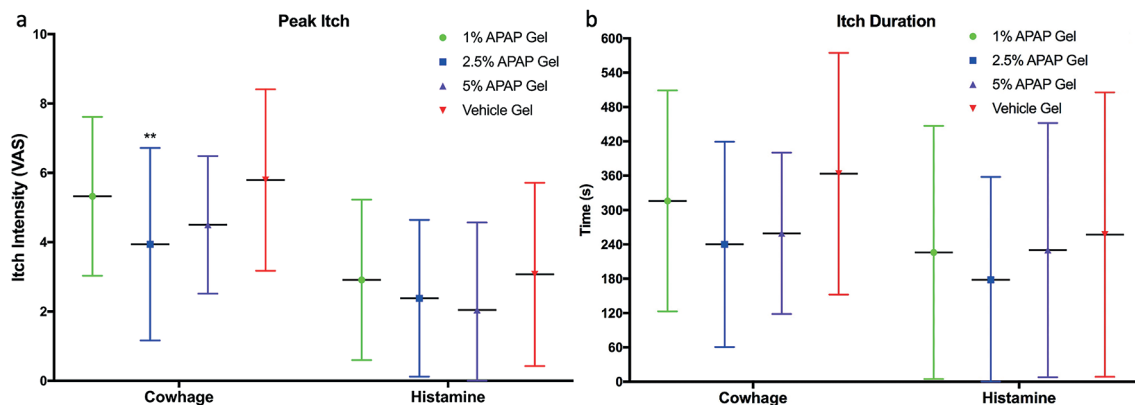 a
Peak Itch
10
8
6
4
2
0
Itch Intensity (VAS)
**
1% APAP Gel
2.5% APAP Gel
5% APAP Gel
Vehicle Gel
Cowhage
Histamine
b
Itch Duration
600
540
480
420
360
300
240
180
120
60
0
Time (s)
1% APAP Gel
2.5% APAP Gel
5% APAP Gel
Vehicle Gel
Cowhage
Histamine